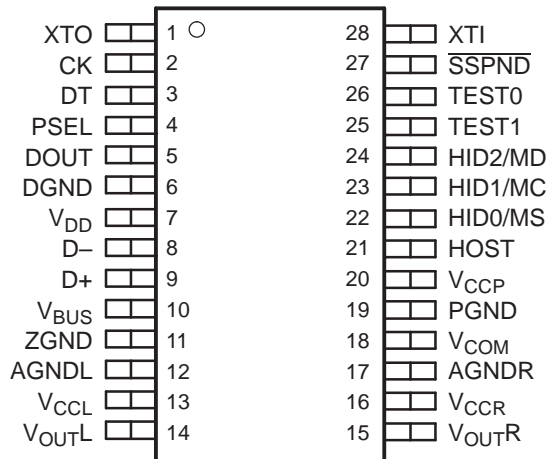 XTO 1 28 XTI
CK 2 27 SSPND
DT 3 26 TEST0
PSEL 4 25 TEST1
DOUT 5 24 HID2/MD
DGND 6 23 HID1/MC
VDD 7 22 HID0/MS
D– 8 21 HOST
D+ 9 20 VCCP
VBUS 10 19 PGND
ZGND 11 18 VCOM
AGNDL 12 17 AGNDR
VCCL 13 16 VCCR
VOUTL 14 15 VOUTR